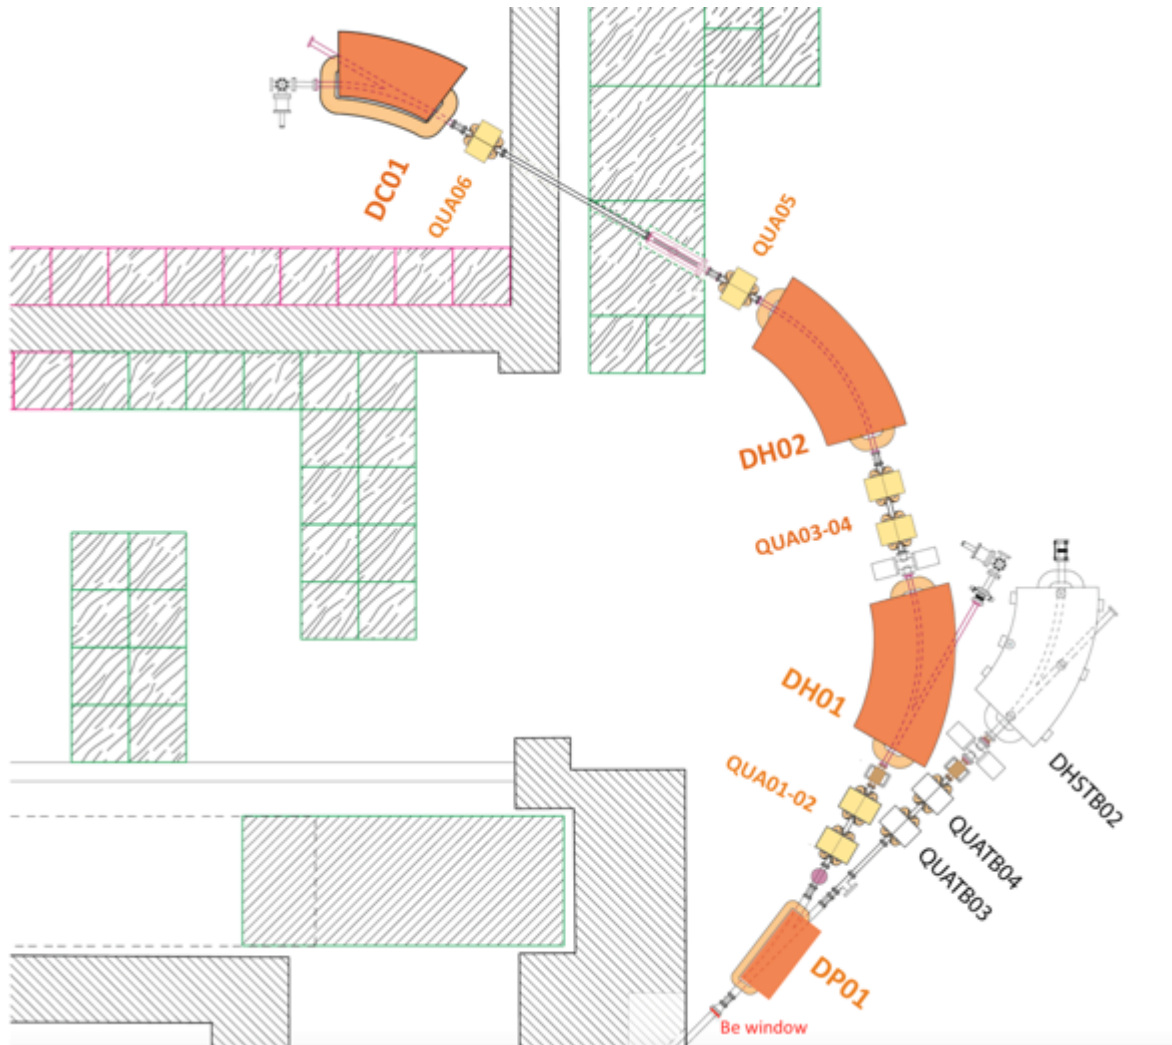 DC01
QUA06
QUA05
DH02
QUA03-04
DH01
QUA01-02
DHSTB02
QUATB04
QUATB03
DP01
Be window